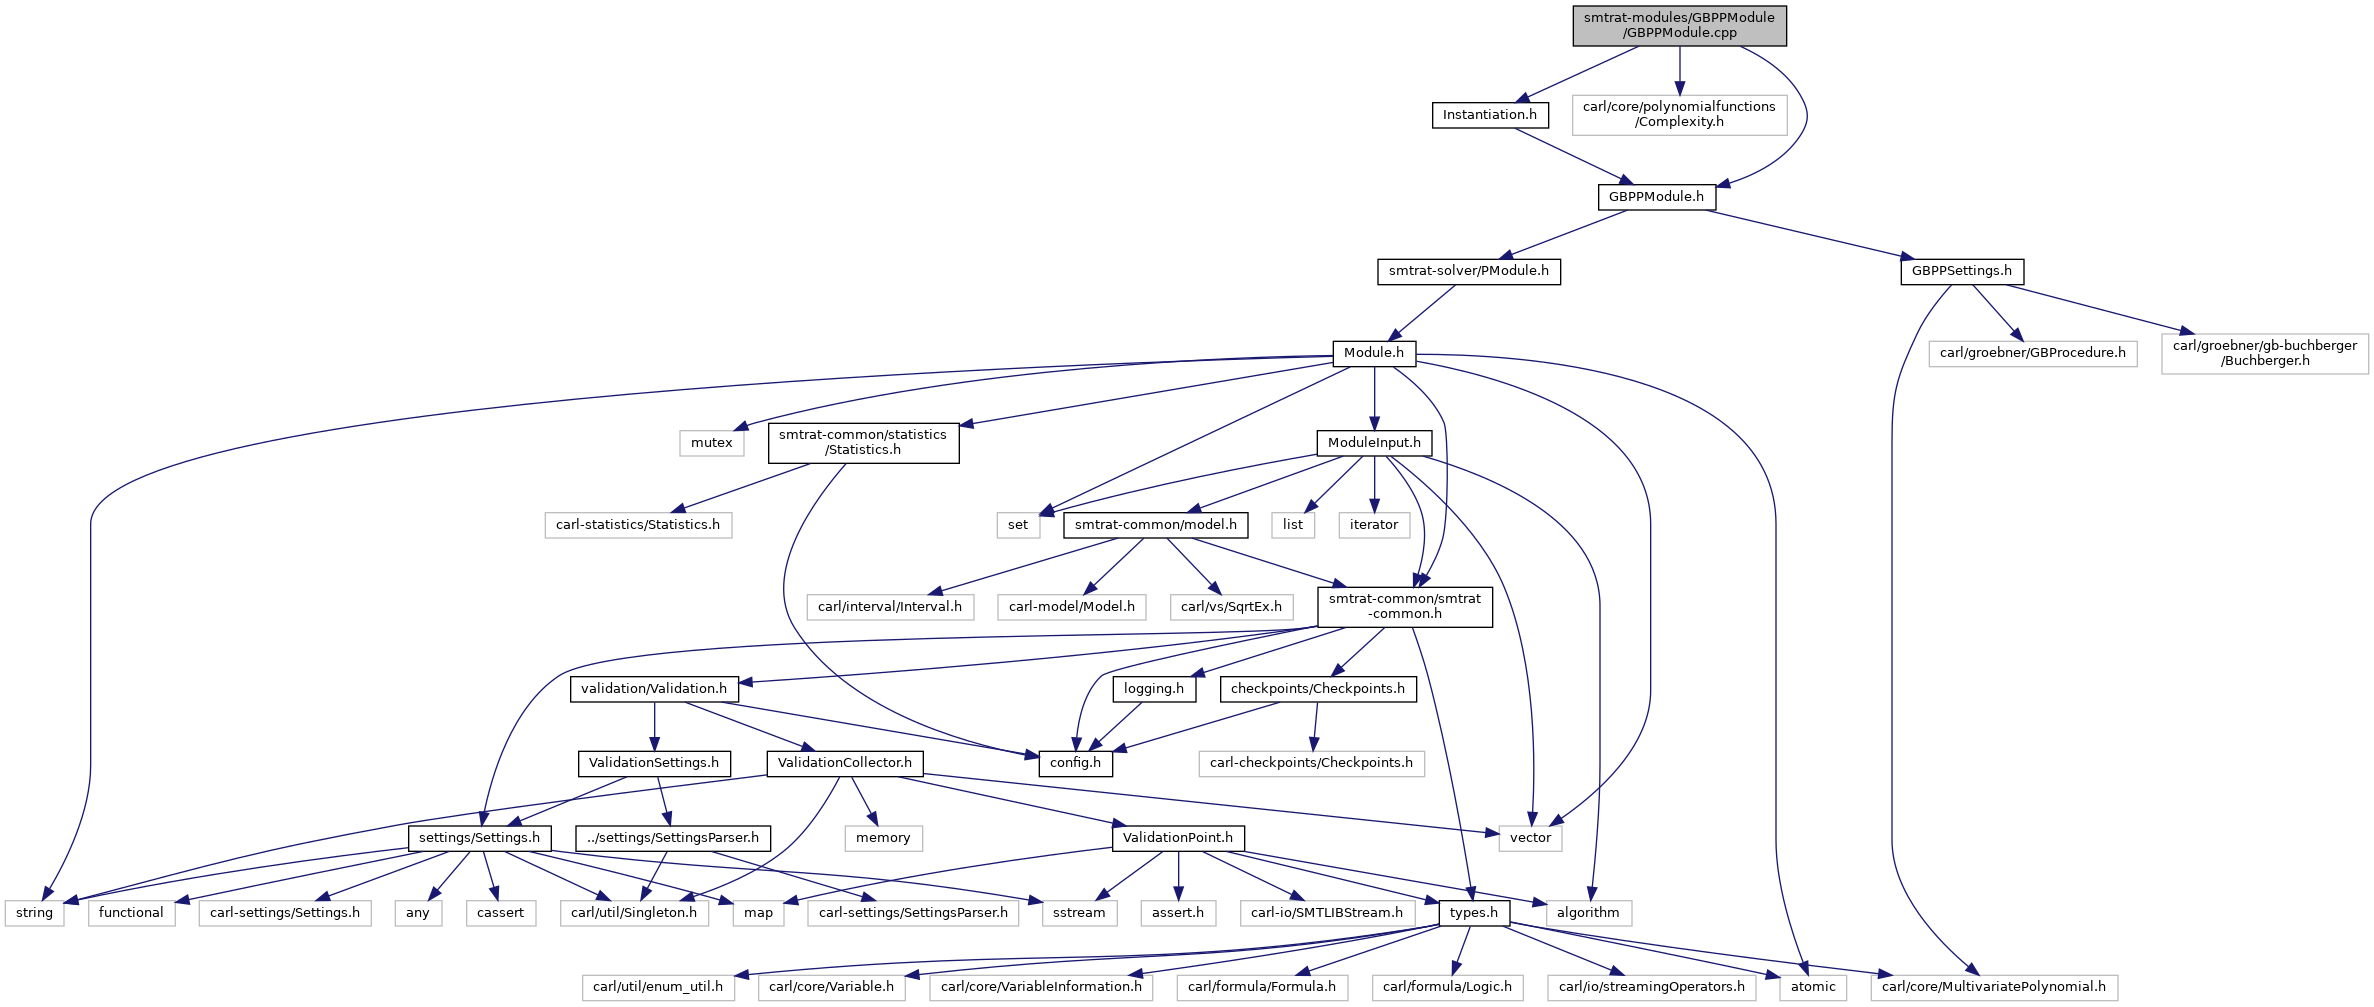 smtrat-modules/GBPPModule
/GBPPModule.cpp
Instantiation.h
carl/core/polynomialfunctions
/Complexity.h
GBPPModule.h
smtrat-solver/PModule.h
GBPPSettings.h
Module.h
carl/groebner/GBProcedure.h
carl/groebner/gb-buchberger
/Buchberger.h
mutex
smtrat-common/statistics
/Statistics.h
ModuleInput.h
carl-statistics/Statistics.h
set
smtrat-common/model.h
list
iterator
carl/interval/Interval.h
carl-model/Model.h
carl/vs/SqrtEx.h
smtrat-common/smtrat
-common.h
validation/Validation.h
logging.h
checkpoints/Checkpoints.h
ValidationSettings.h
ValidationCollector.h
config.h
carl-checkpoints/Checkpoints.h
settings/Settings.h
../settings/SettingsParser.h
memory
ValidationPoint.h
vector
string
functional
carl-settings/Settings.h
any
cassert
carl/util/Singleton.h
map
carl-settings/SettingsParser.h
sstream
assert.h
carl-io/SMTLIBStream.h
types.h
algorithm
carl/util/enum_util.h
carl/core/Variable.h
carl/core/VariableInformation.h
carl/formula/Formula.h
carl/formula/Logic.h
carl/io/streamingOperators.h
atomic
carl/core/MultivariatePolynomial.h